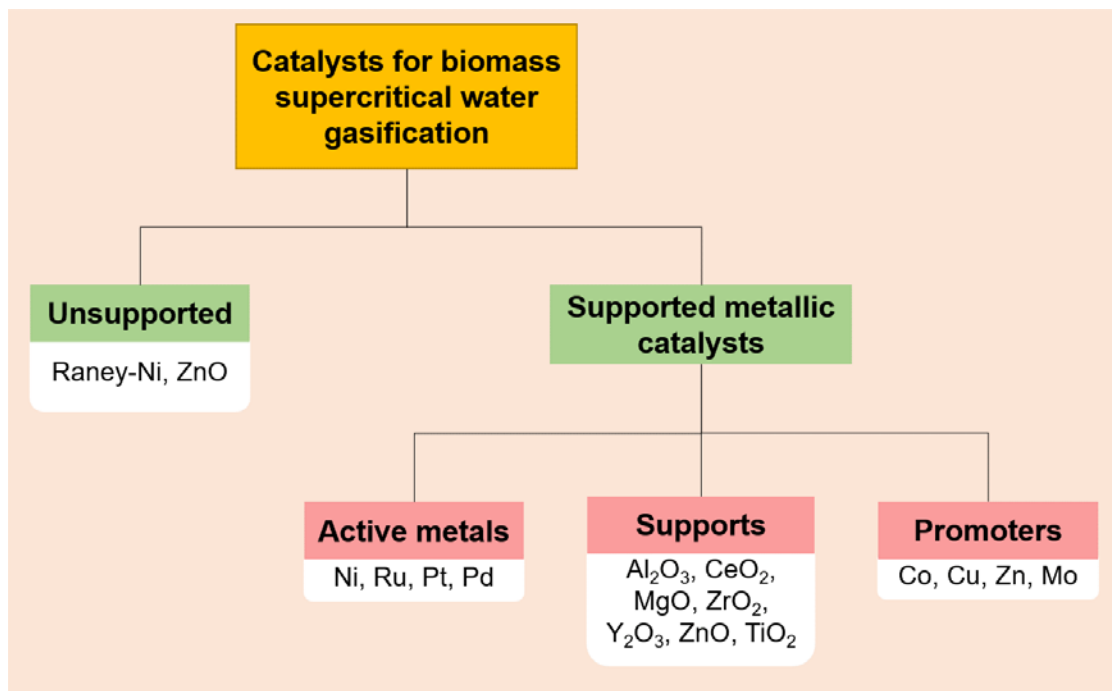 Catalysts for biomass
supercritical water
gasification
Unsupported
Raney-Ni, ZnO
Supported metallic
catalysts
Active metals
Ni, Ru, Pt, Pd
Supports
Al₂O₃, CeO₂,
MgO, ZrO₂,
Y₂O₃, ZnO, TiO₂
Promoters
Co, Cu, Zn, Mo